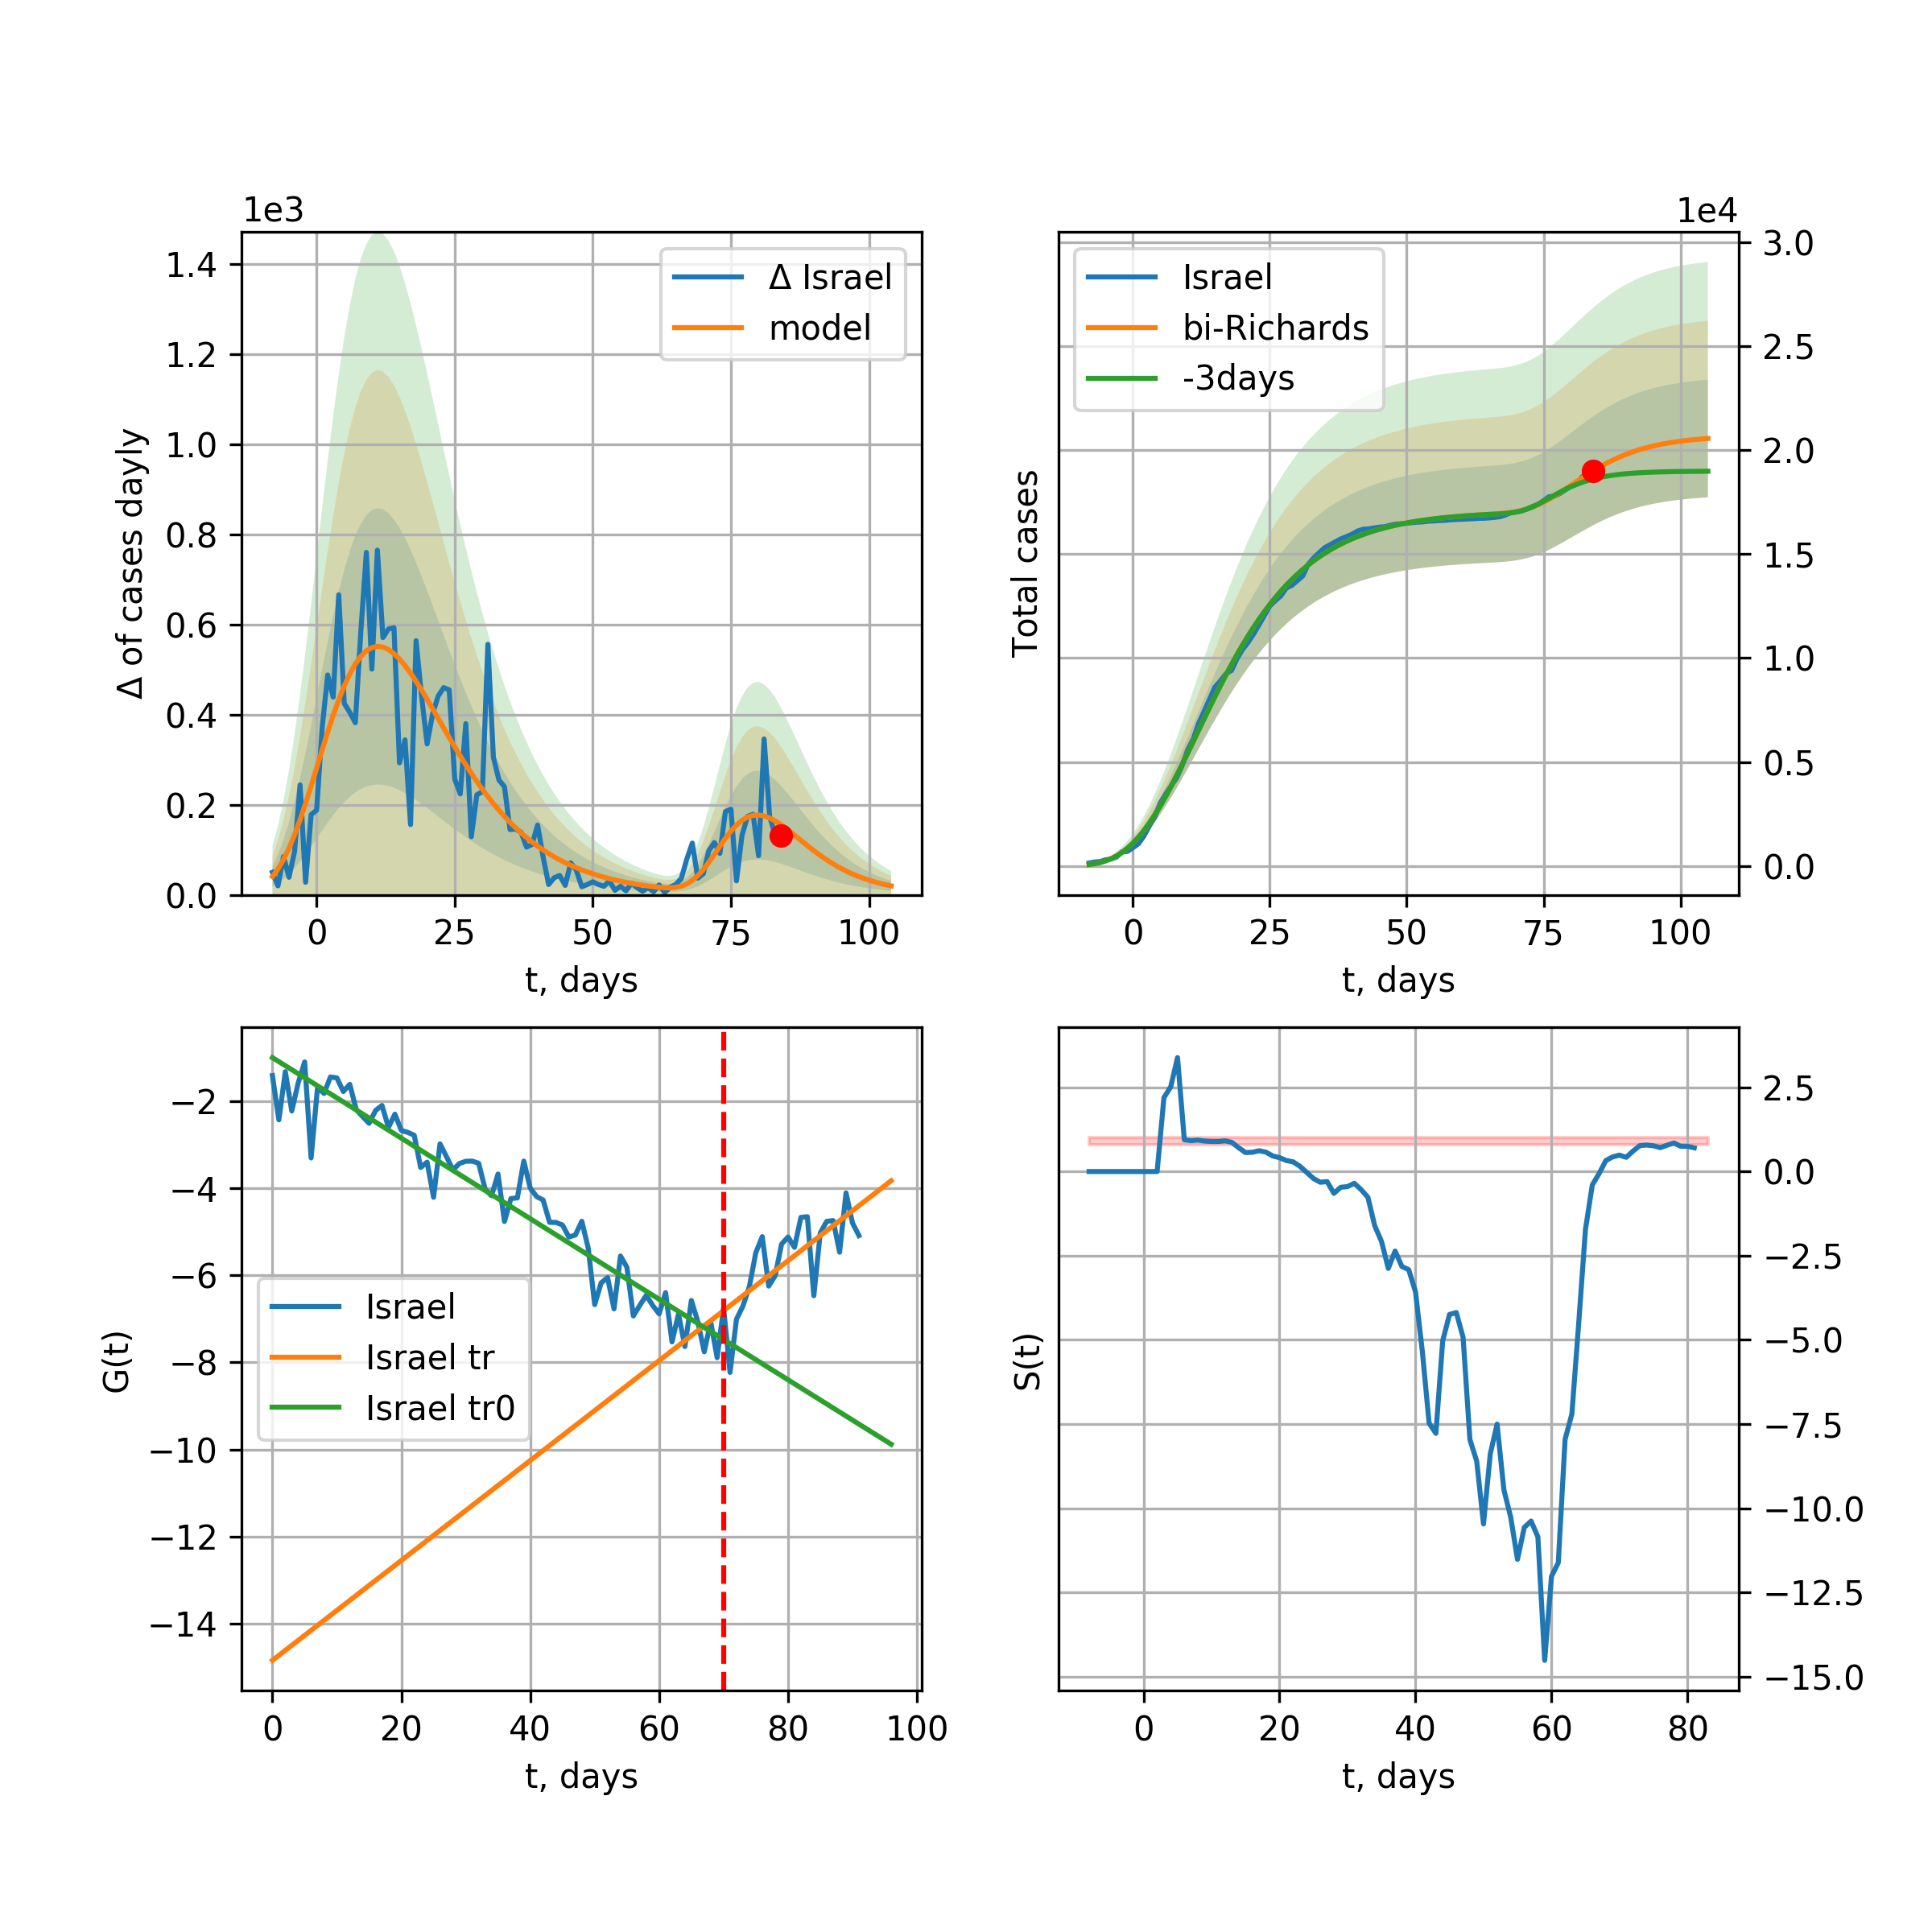 1e3
1.4
1.2
1.0
0.8
0.6
0.4
0.2
0.0
Δ of cases dayly
Δ Israel
model
0 25 50 75 100
t, days
1e4
3.0
2.5
2.0
1.5
1.0
0.5
0.0
Total cases
Israel
bi-Richards
-3days
0 25 50 75 100
t, days
−2
−4
−6
−8
−10
−12
−14
G(t)
Israel
Israel tr
Israel tr0
0 20 40 60 80 100
t, days
2.5
0.0
−2.5
−5.0
−7.5
−10.0
−12.5
−15.0
S(t)
0 20 40 60 80
t, days